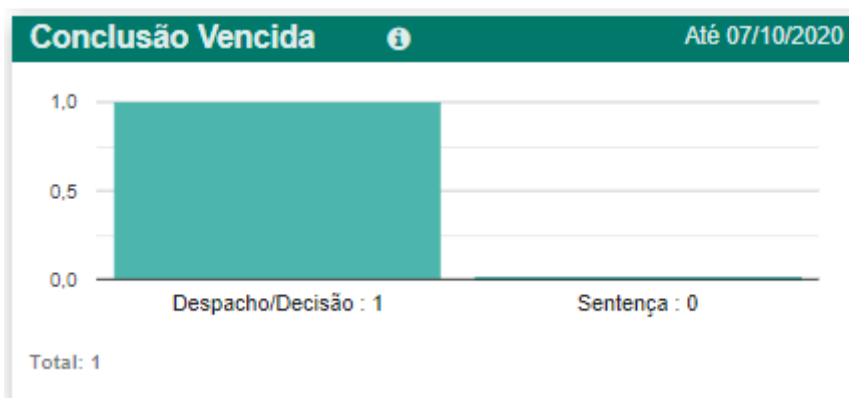 Conclusão Vencida Até 07/10/2020
1,0
0,5
0,0
Despacho/Decisão : 1 Sentença : 0
Total: 1